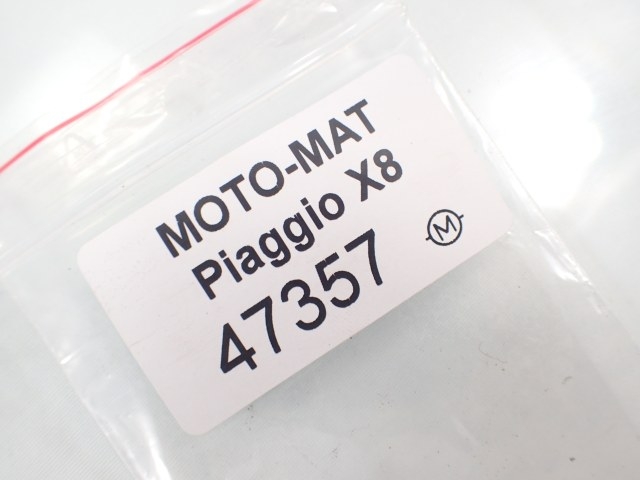 MOTO-MAT
Piaggio X8
47357
M